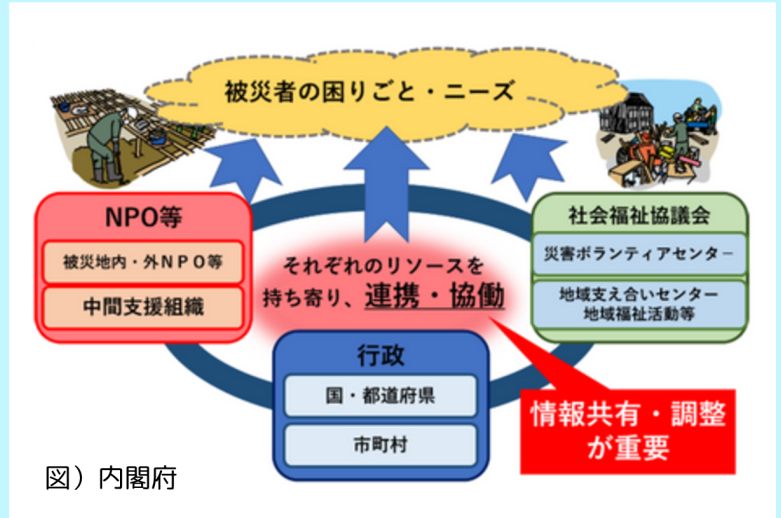 被災者の困りごと・ニーズ
NPO等
被災地内・外NPO等
中間支援組織
それぞれのリソースを
持ち寄り、連携・協働
社会福祉協議会
災害ボランティアセンター
地域支え合いセンター
地域福祉活動等
行政
国・都道府県
市町村
情報共有・調整
が重要
図）内閣府